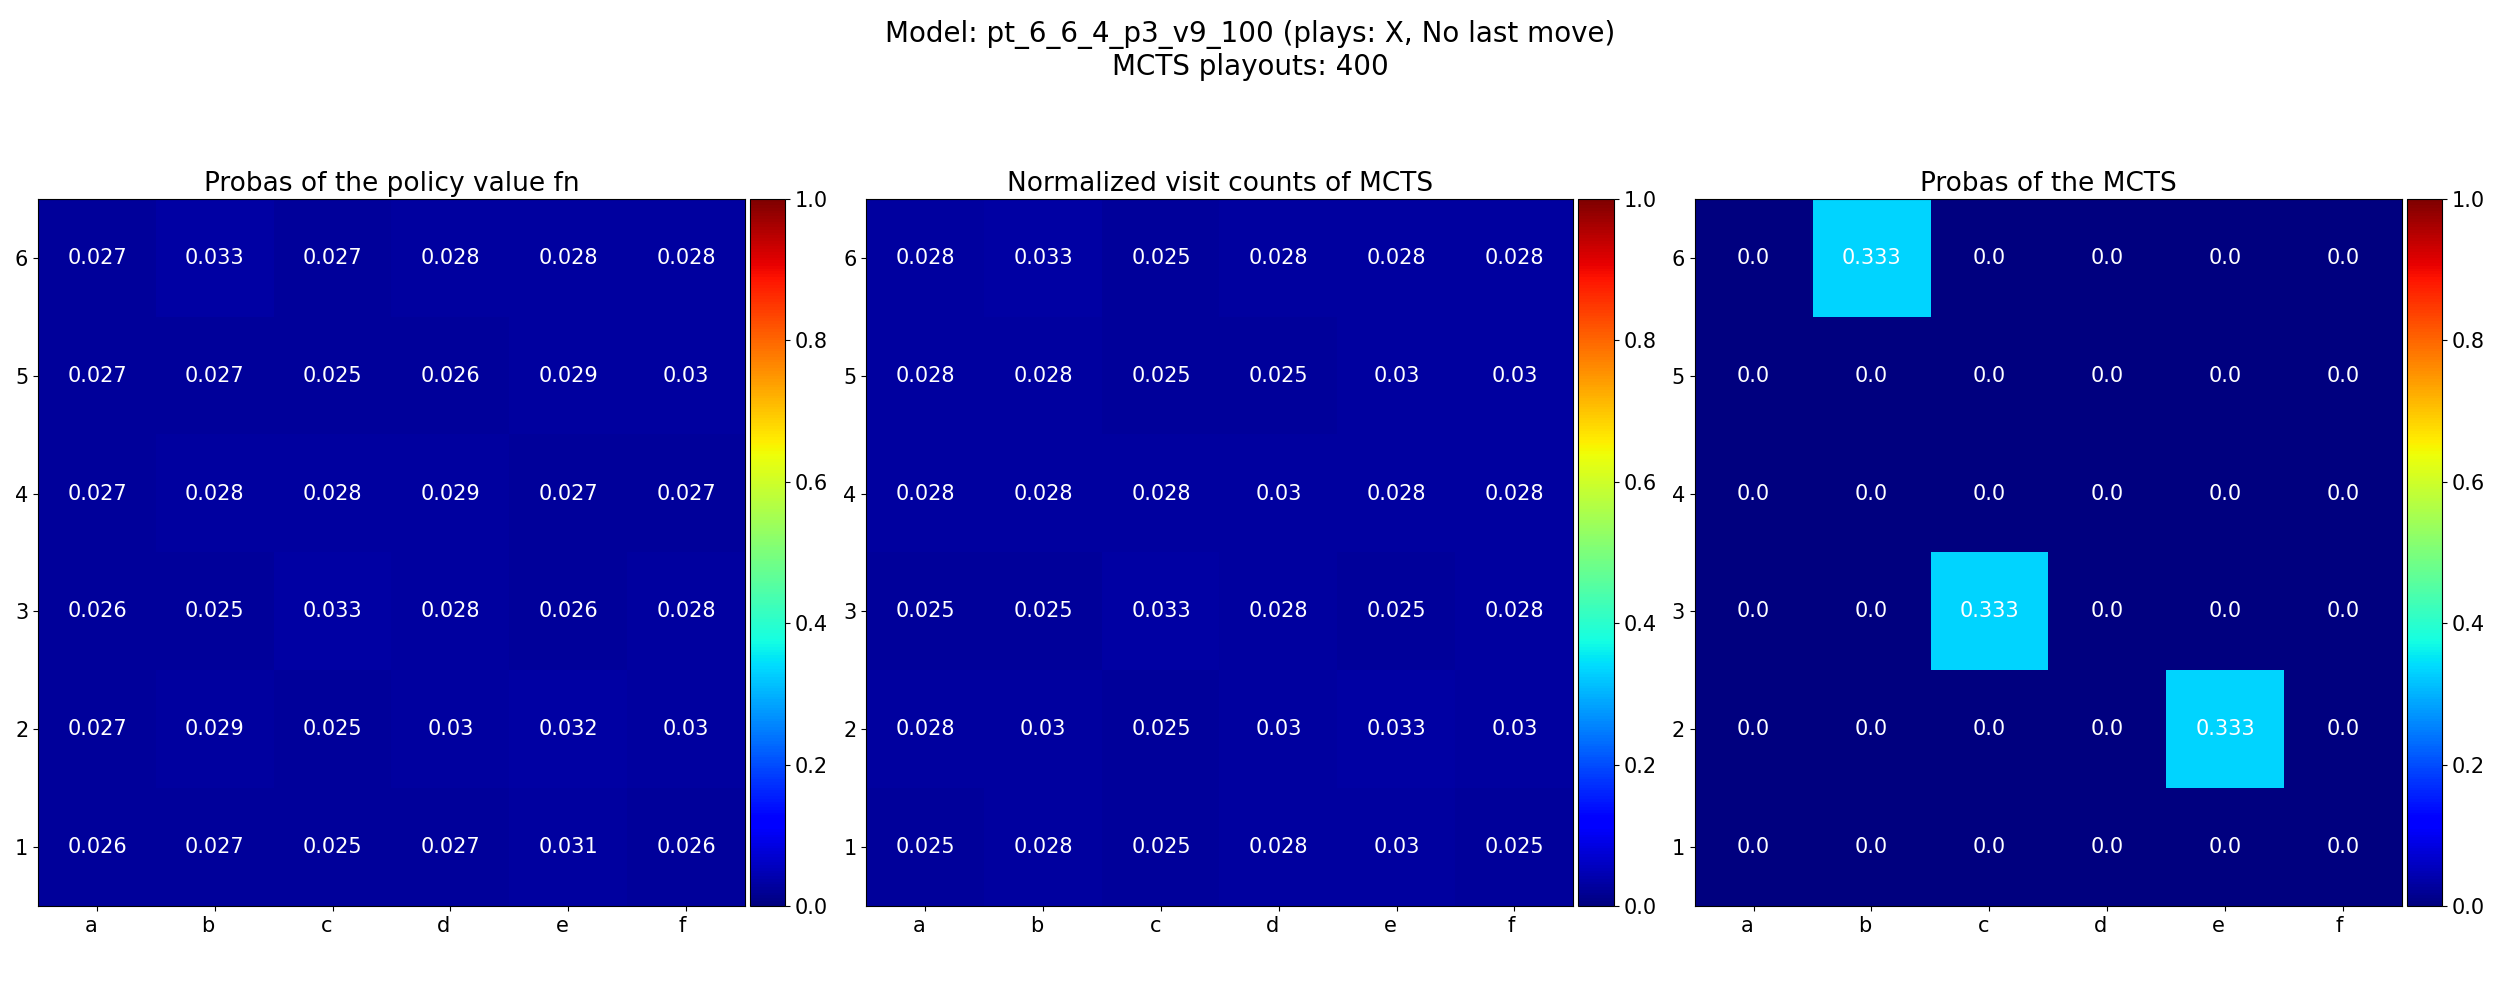 Model: pt_6_6_4_p3_v9_100 (plays: X, No last move)
MCTS playouts: 400
Probas of the policy value fn
6 0.027 0.033 0.027 0.028 0.028 0.028
5 0.027 0.027 0.025 0.026 0.029 0.03
4 0.027 0.028 0.028 0.029 0.027 0.027
3 0.026 0.025 0.033 0.028 0.026 0.028
2 0.027 0.029 0.025 0.03 0.032 0.03
1 0.026 0.027 0.025 0.027 0.031 0.026
a b c d e f
1.0
0.8
0.6
0.4
0.2
0.0
Normalized visit counts of MCTS
6 0.028 0.033 0.025 0.028 0.028 0.028
5 0.028 0.028 0.025 0.025 0.03 0.03
4 0.028 0.028 0.028 0.03 0.028 0.028
3 0.025 0.025 0.033 0.028 0.025 0.028
2 0.028 0.03 0.025 0.03 0.033 0.03
1 0.025 0.028 0.025 0.028 0.03 0.025
a b c d e f
1.0
0.8
0.6
0.4
0.2
0.0
Probas of the MCTS
6 0.0 0.333 0.0 0.0 0.0 0.0
5 0.0 0.0 0.0 0.0 0.0 0.0
4 0.0 0.0 0.0 0.0 0.0 0.0
3 0.0 0.0 0.333 0.0 0.0 0.0
2 0.0 0.0 0.0 0.0 0.333 0.0
1 0.0 0.0 0.0 0.0 0.0 0.0
a b c d e f
1.0
0.8
0.6
0.4
0.2
0.0